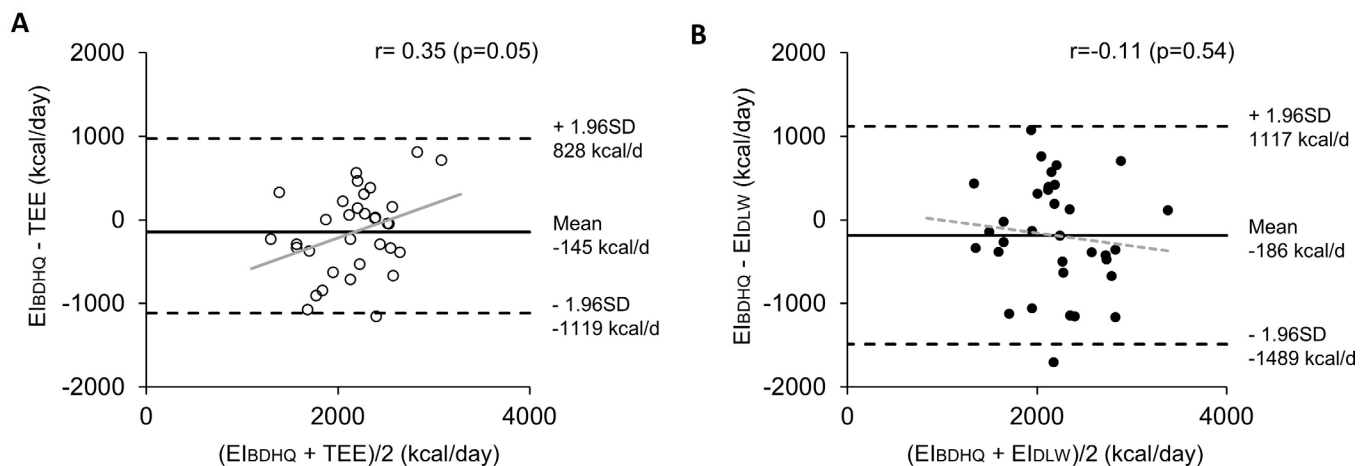 A
r= 0.35 (p=0.05)
EIBDHQ - TEE (kcal/day)
2000
1000
0
-1000
-2000
+ 1.96SD
828 kcal/d
Mean
-145 kcal/d
- 1.96SD
-1119 kcal/d
0
2000
4000
(EIBDHQ + TEE)/2 (kcal/day)
B
r=-0.11 (p=0.54)
EIBDHQ - EIDLW (kcal/day)
2000
1000
0
-1000
-2000
+ 1.96SD
1117 kcal/d
Mean
-186 kcal/d
- 1.96SD
-1489 kcal/d
0
2000
4000
(EIBDHQ + EIDLW)/2 (kcal/day)